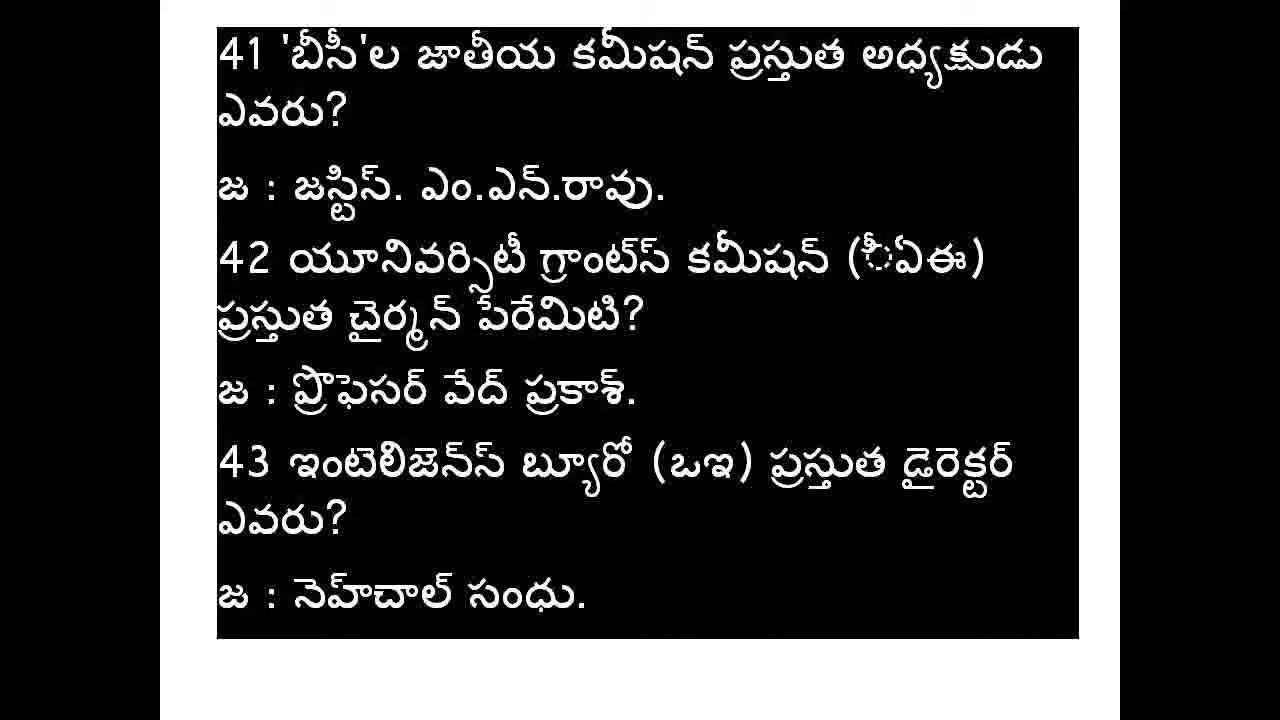 41 'బీసీ'ల జాతీయ కమీషన్ ప్రస్తుత అధ్యక్షుడు
ఎవరు?
జ : జస్టిస్. ఎం.ఎన్.రావు.
42 యూనివర్సిటీ గ్రాంట్స్ కమీషన్ (ీఏఈ)
ప్రస్తుత చైర్మన్ పేరేమిటి?
జ : ప్రొఫెసర్ వేద్ ప్రకాశ్.
43 ఇంటెలిజెన్స్ బ్యూరో (ఒఇ) ప్రస్తుత డైరెక్టర్
ఎవరు?
జ : నెహ్‌చాల్ సంధు.